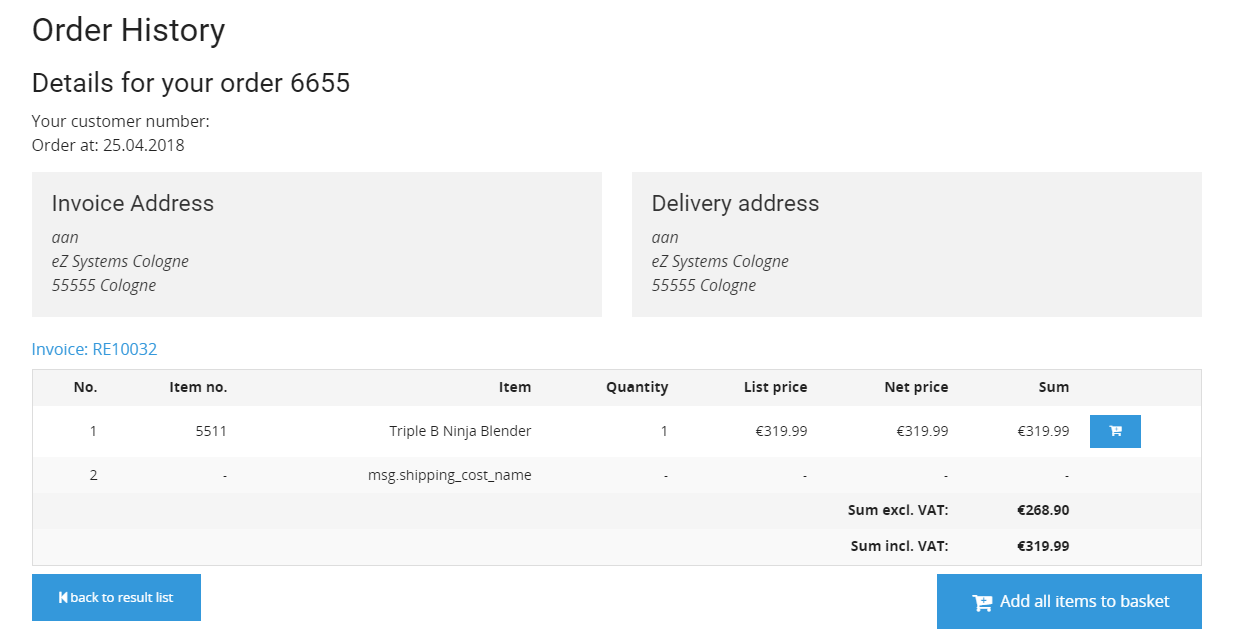 Order History
Details for your order 6655
Your customer number:
Order at: 25.04.2018
Invoice Address
aan
eZ Systems Cologne
55555 Cologne
Delivery address
aan
eZ Systems Cologne
55555 Cologne
Invoice: RE10032
No. Item no. Item Quantity List price Net price Sum
1 5511 Triple B Ninja Blender 1 €319.99 €319.99 €319.99
2 - msg.shipping_cost_name - - - -
Sum excl. VAT: €268.90
Sum incl. VAT: €319.99
back to result list
Add all items to basket